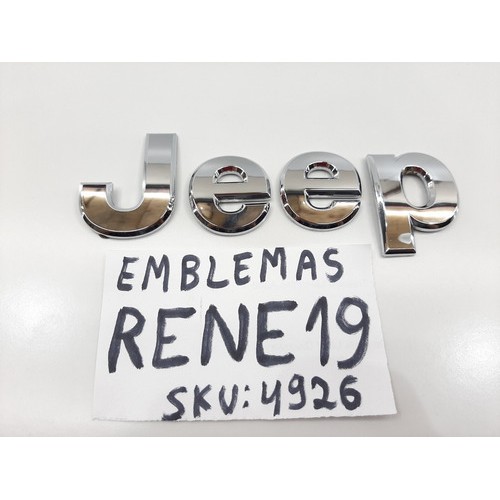 Jeep
EMBLEMAS
RENE19
SKU: 4926